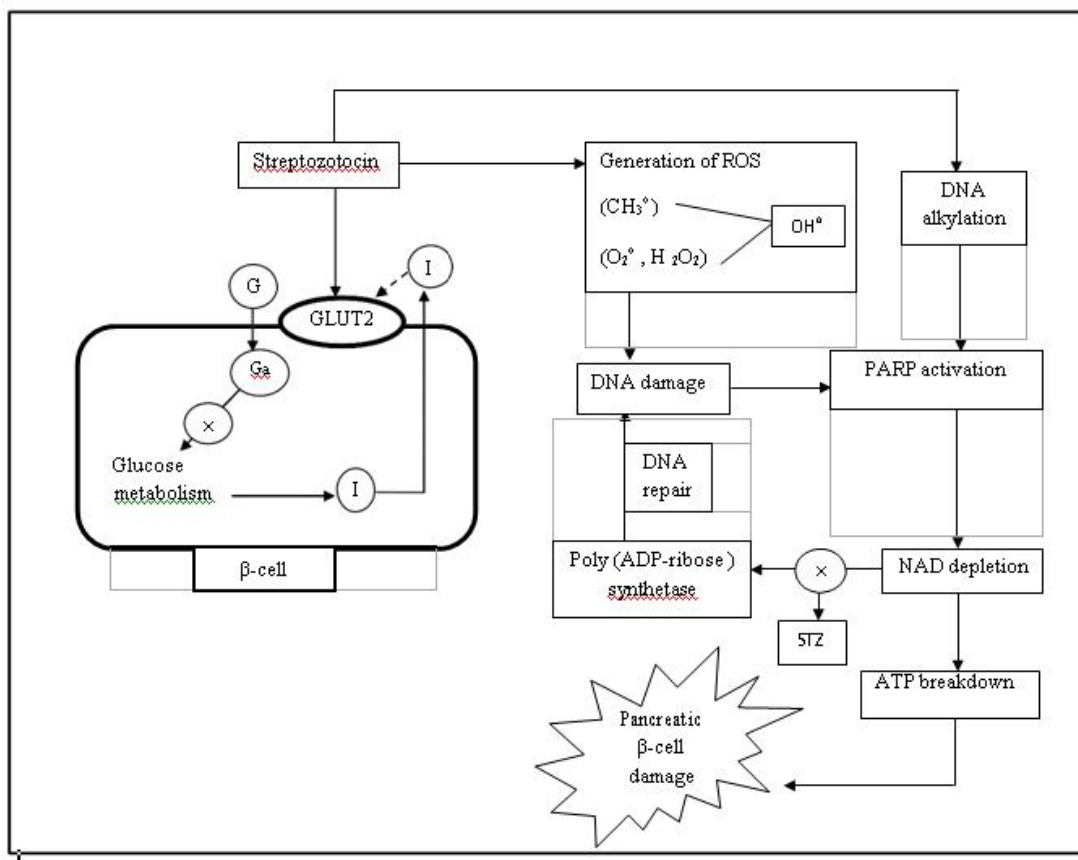 Streptozotocin
Generation of ROS
(CH₃°)
OH°
(O₂°, H ₂O₂)
DNA
alkylation
I
G
GLUT2
Ga
×
Glucose
metabolism
I
β-cell
DNA damage
PARP activation
DNA
repair
Poly (ADP-ribose )
synthetase
×
NAD depletion
STZ
ATP breakdown
Pancreatic
β-cell
damage